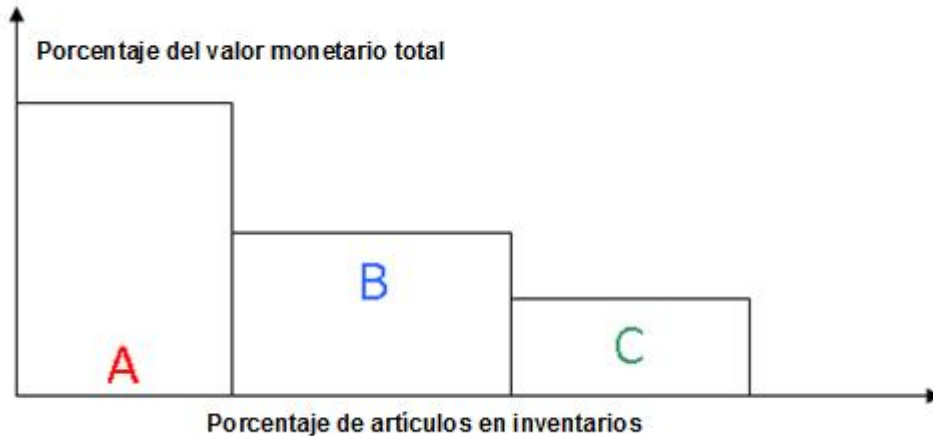 Porcentaje del valor monetario total
A
B
C
Porcentaje de artículos en inventarios